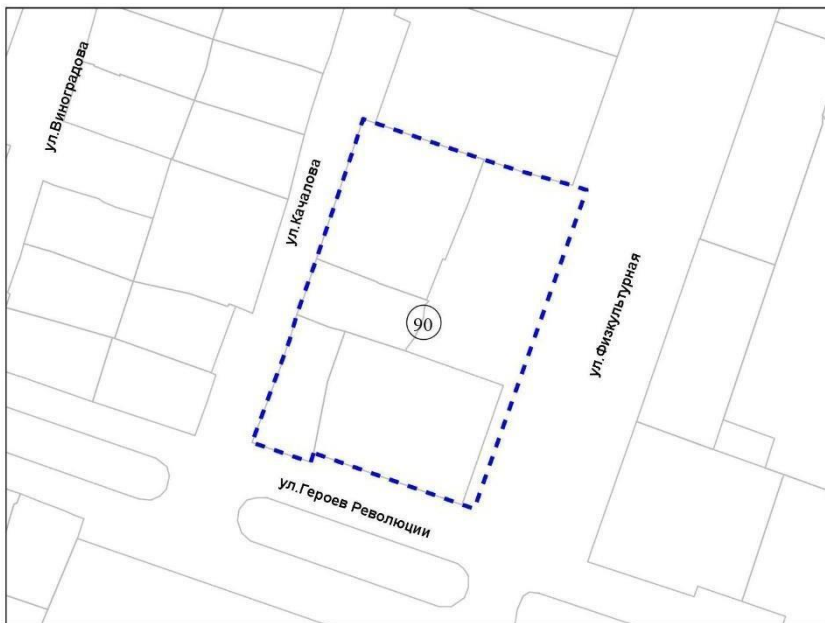 ул.Виноградова
ул.Качалова
ул.Физкультурная
90
ул.Героев Революции